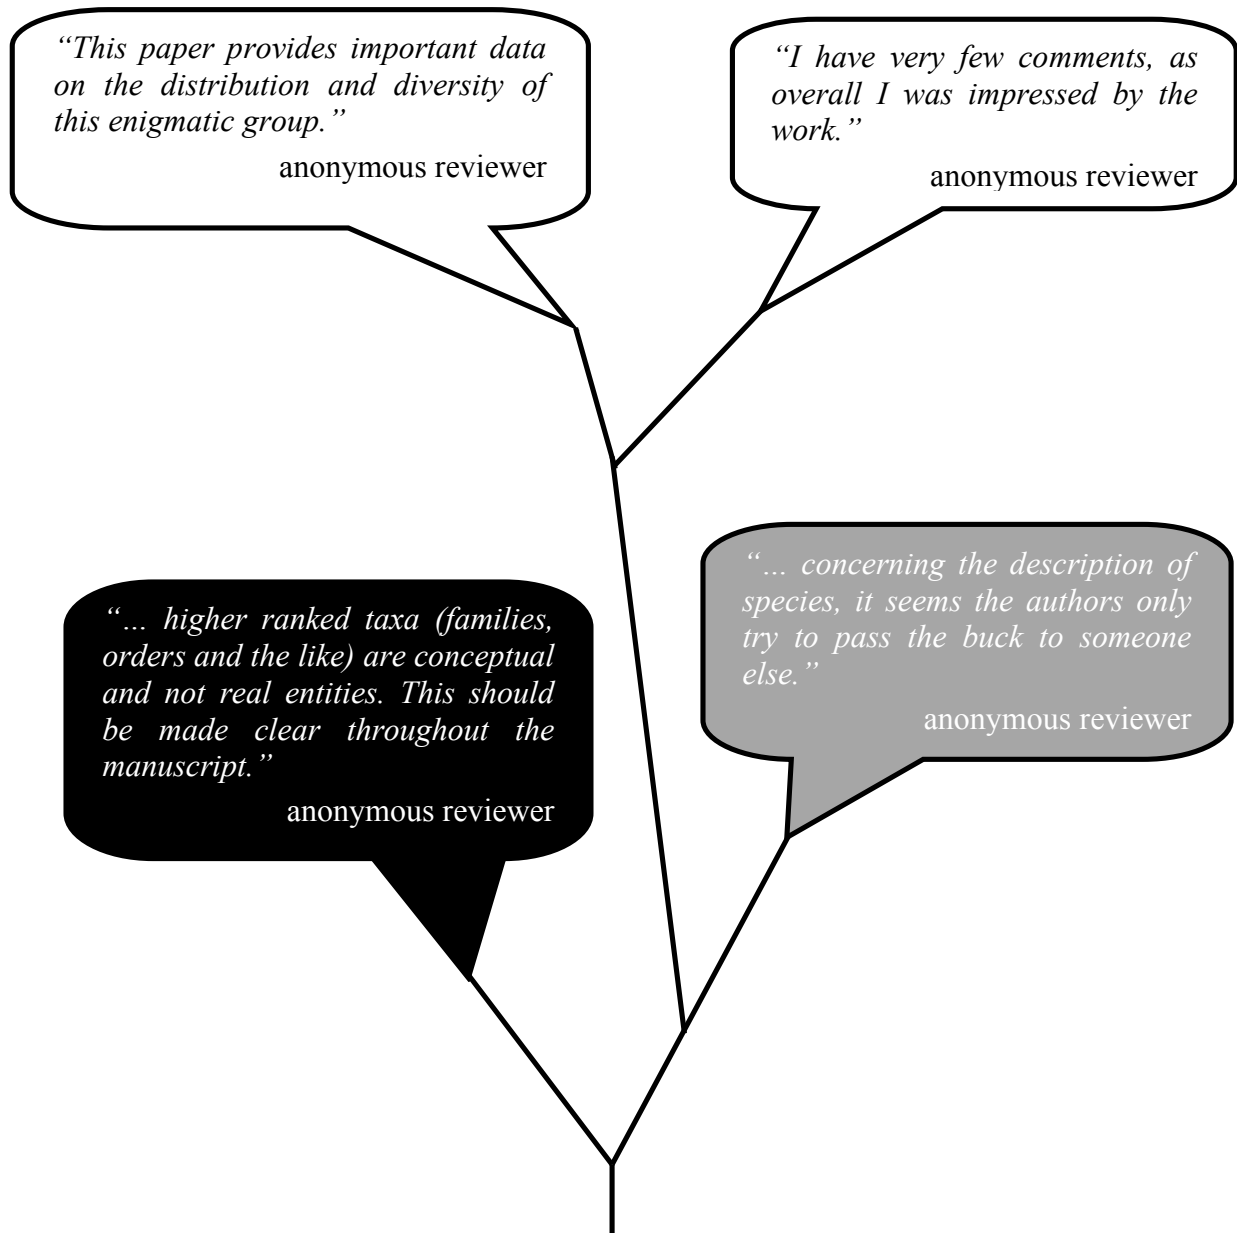 “This paper provides important data
on the distribution and diversity of
this enigmatic group.”
anonymous reviewer
“I have very few comments, as
overall I was impressed by the
work.”
anonymous reviewer
“... concerning the description of
species, it seems the authors only
try to pass the buck to someone
else.”
anonymous reviewer
“... higher ranked taxa (families,
orders and the like) are conceptual
and not real entities. This should
be made clear throughout the
manuscript.”
anonymous reviewer